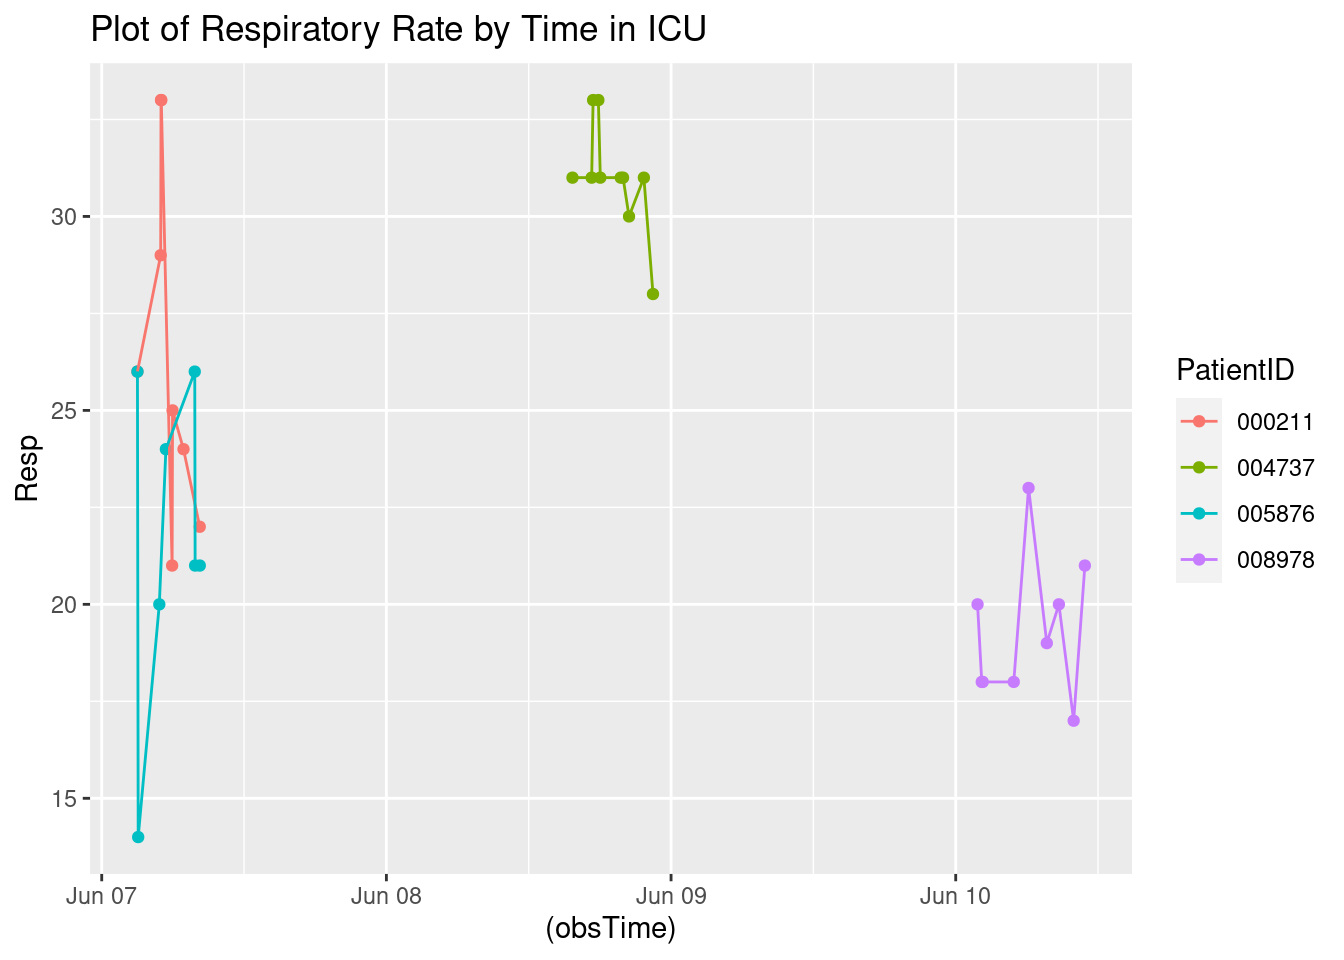 Plot of Respiratory Rate by Time in ICU
30
25
20
15
Resp
Jun 07
Jun 08
Jun 09
Jun 10
(obsTime)
PatientID
000211
004737
005876
008978